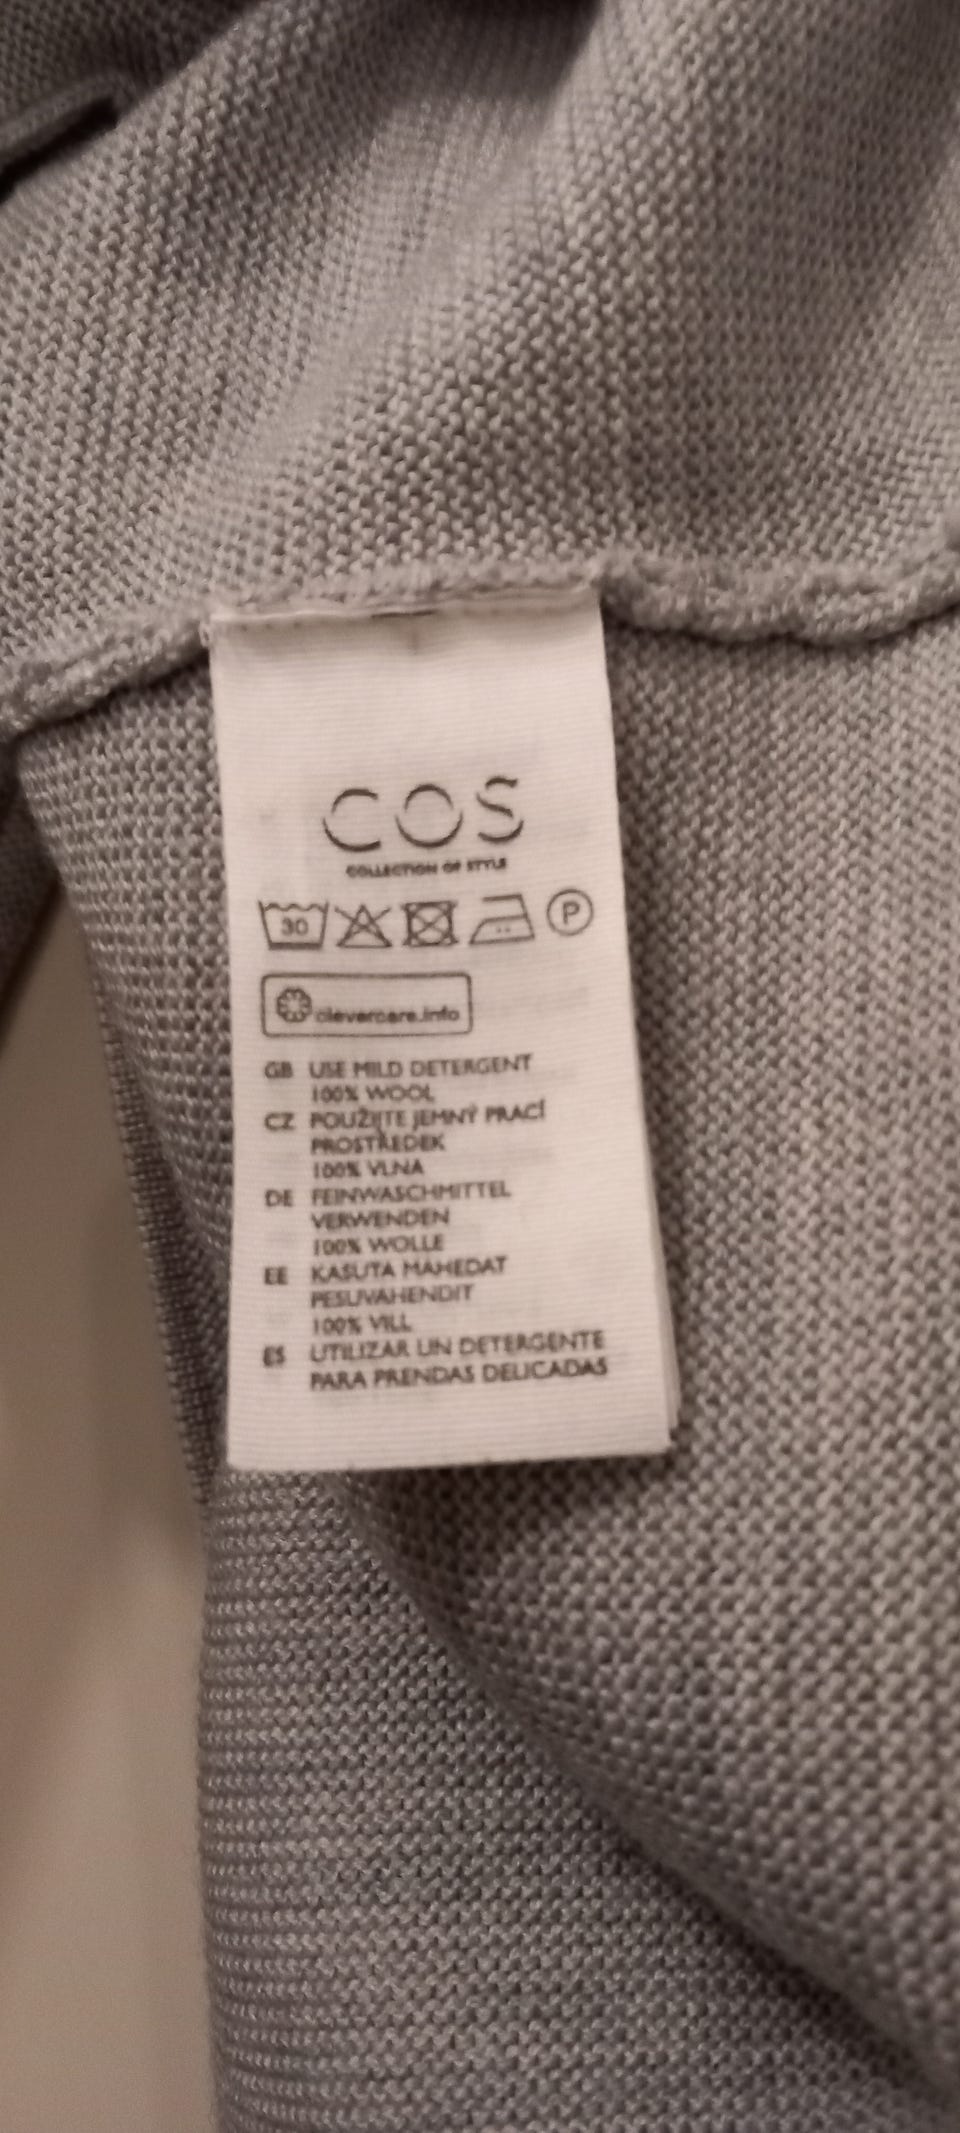 COS
COLLECTION OF STYLE
30 P
clevercare.info
GB USE MILD DETERGENT
100% WOOL
CZ POUŽIJTE JEMNÝ PRACÍ
PROSTŘEDEK
100% VLNA
DE FEINWASCHMITTEL
VERWENDEN
100% WOLLE
EE KASUTA MAHEDAT
PESUVAHENDIT
100% VILL
ES UTILIZAR UN DETERGENTE
PARA PRENDAS DELICADAS